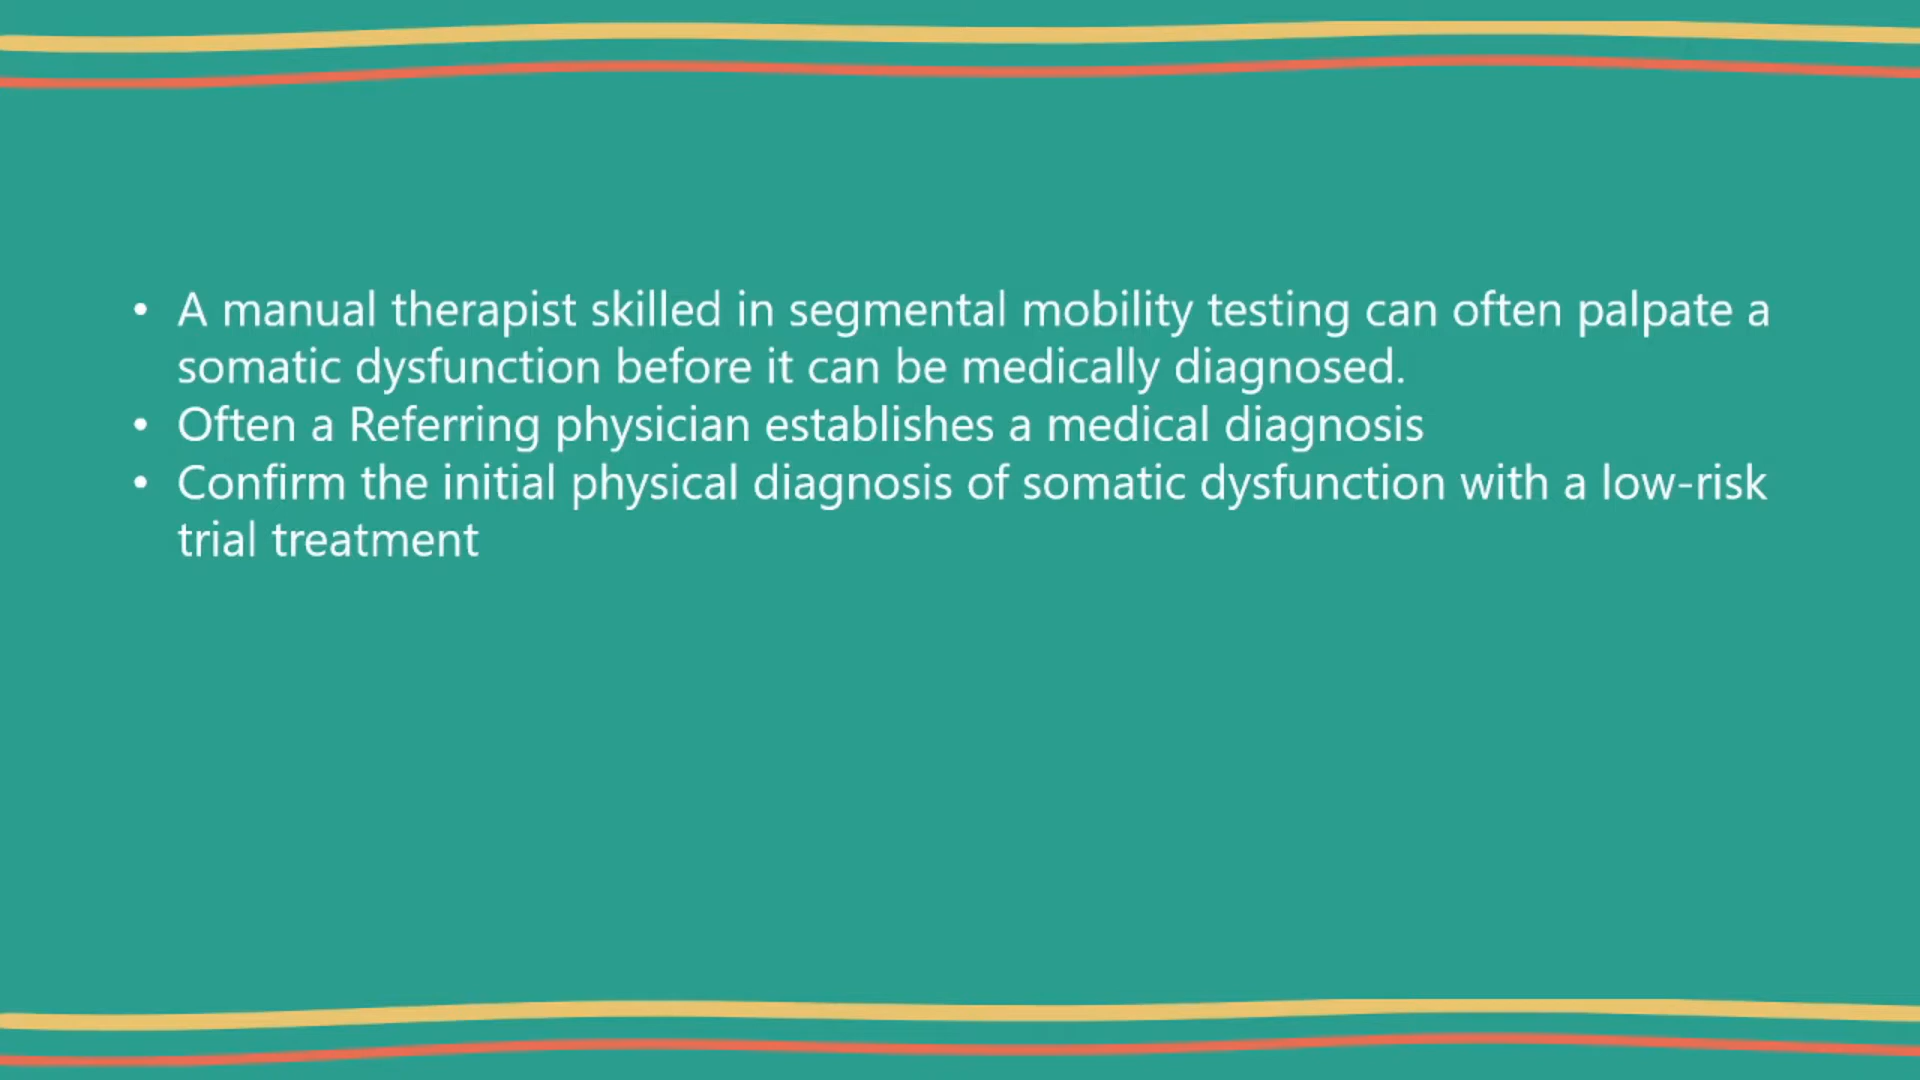 • A manual therapist skilled in segmental mobility testing can often palpate a
somatic dysfunction before it can be medically diagnosed.
• Often a Referring physician establishes a medical diagnosis
• Confirm the initial physical diagnosis of somatic dysfunction with a low-risk
trial treatment